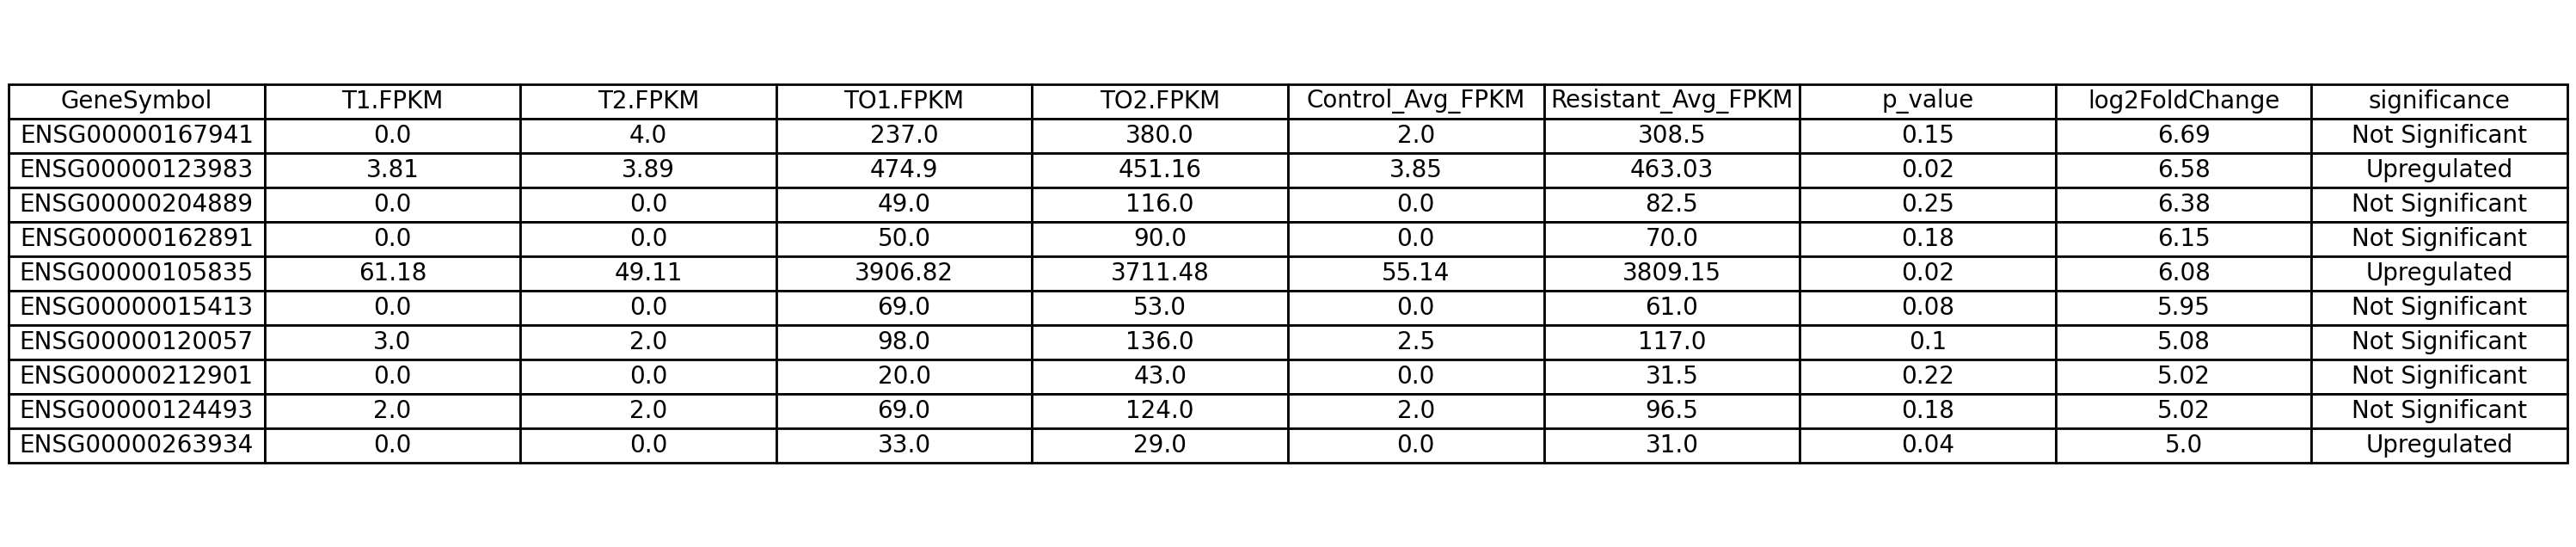 GeneSymbol T1.FPKM T2.FPKM TO1.FPKM TO2.FPKM Control_Avg_FPKM Resistant_Avg_FPKM p_value log2FoldChange significance
ENSG00000167941 0.0 4.0 237.0 380.0 2.0 308.5 0.15 6.69 Not Significant
ENSG00000123983 3.81 3.89 474.9 451.16 3.85 463.03 0.02 6.58 Upregulated
ENSG00000204889 0.0 0.0 49.0 116.0 0.0 82.5 0.25 6.38 Not Significant
ENSG00000162891 0.0 0.0 50.0 90.0 0.0 70.0 0.18 6.15 Not Significant
ENSG00000105835 61.18 49.11 3906.82 3711.48 55.14 3809.15 0.02 6.08 Upregulated
ENSG00000015413 0.0 0.0 69.0 53.0 0.0 61.0 0.08 5.95 Not Significant
ENSG00000120057 3.0 2.0 98.0 136.0 2.5 117.0 0.1 5.08 Not Significant
ENSG00000212901 0.0 0.0 20.0 43.0 0.0 31.5 0.22 5.02 Not Significant
ENSG00000124493 2.0 2.0 69.0 124.0 2.0 96.5 0.18 5.02 Not Significant
ENSG00000263934 0.0 0.0 33.0 29.0 0.0 31.0 0.04 5.0 Upregulated